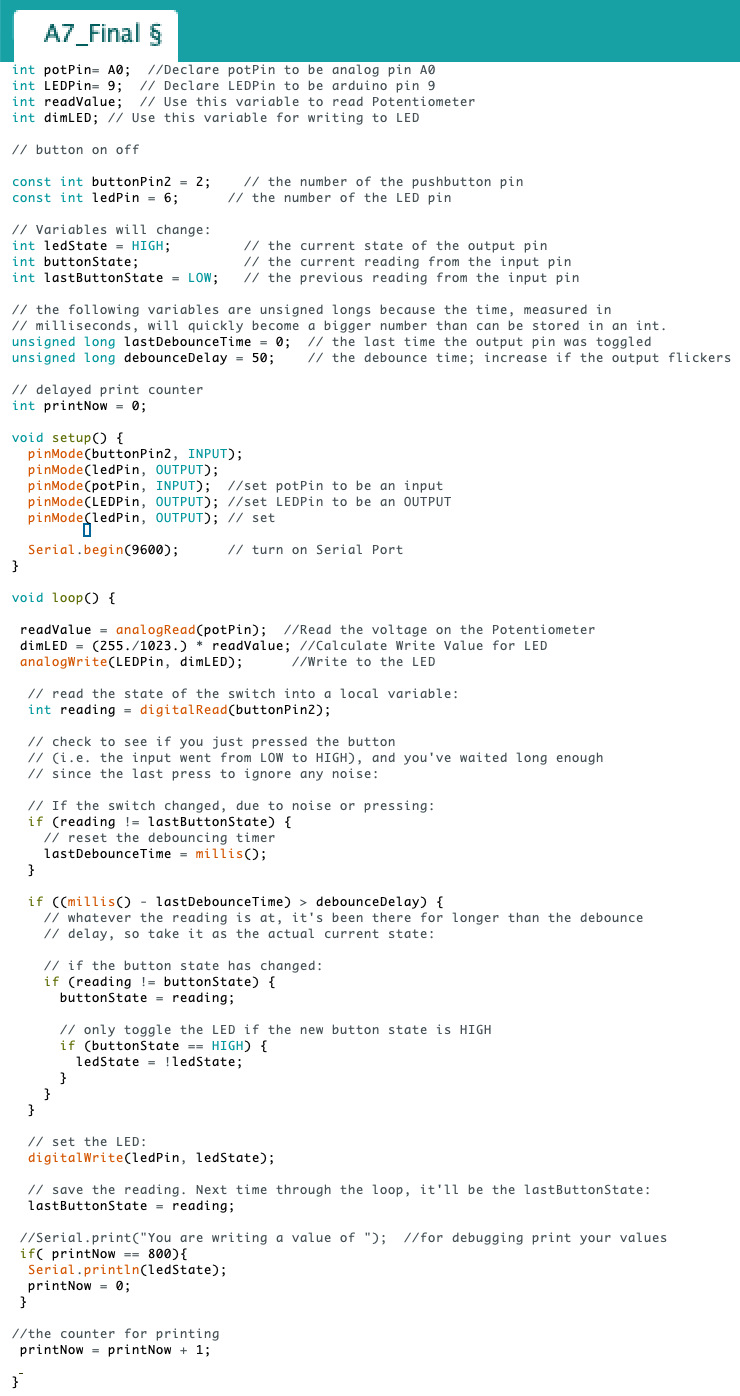 A7_Final §
int potPin= A0;  //Declare potPin to be analog pin A0
int LEDPin= 9;  // Declare LEDPin to be arduino pin 9
int readValue;  // Use this variable to read Potentiometer
int dimLED; // Use this variable for writing to LED
// button on off
const int buttonPin2 = 2;    // the number of the pushbutton pin
const int ledPin = 6;      // the number of the LED pin
// Variables will change:
int ledState = HIGH;         // the current state of the output pin
int buttonState;             // the current reading from the input pin
int lastButtonState = LOW;   // the previous reading from the input pin
// the following variables are unsigned longs because the time, measured in
// milliseconds, will quickly become a bigger number than can be stored in an int.
unsigned long lastDebounceTime = 0;  // the last time the output pin was toggled
unsigned long debounceDelay = 50;    // the debounce time; increase if the output flickers
// delayed print counter
int printNow = 0;
void setup() {
  pinMode(buttonPin2, INPUT);
  pinMode(ledPin, OUTPUT);
  pinMode(potPin, INPUT);  //set potPin to be an input
  pinMode(LEDPin, OUTPUT); //set LEDPin to be an OUTPUT
  pinMode(ledPin, OUTPUT); // set
  Serial.begin(9600);      // turn on Serial Port
}
void loop() {
 readValue = analogRead(potPin);  //Read the voltage on the Potentiometer
 dimLED = (255./1023.) * readValue; //Calculate Write Value for LED
 analogWrite(LEDPin, dimLED);      //Write to the LED
  // read the state of the switch into a local variable:
  int reading = digitalRead(buttonPin2);
  // check to see if you just pressed the button
  // (i.e. the input went from LOW to HIGH), and you've waited long enough
  // since the last press to ignore any noise:
  // If the switch changed, due to noise or pressing:
  if (reading != lastButtonState) {
    // reset the debouncing timer
    lastDebounceTime = millis();
  }
  if ((millis() - lastDebounceTime) > debounceDelay) {
    // whatever the reading is at, it's been there for longer than the debounce
    // delay, so take it as the actual current state:
    // if the button state has changed:
    if (reading != buttonState) {
      buttonState = reading;
      // only toggle the LED if the new button state is HIGH
      if (buttonState == HIGH) {
        ledState = !ledState;
      }
    }
  }
  // set the LED:
  digitalWrite(ledPin, ledState);
  // save the reading. Next time through the loop, it'll be the lastButtonState:
  lastButtonState = reading;
 //Serial.print("You are writing a value of ");  //for debugging print your values
 if( printNow == 800){
  Serial.println(ledState);
  printNow = 0;
 }
//the counter for printing
 printNow = printNow + 1;
}